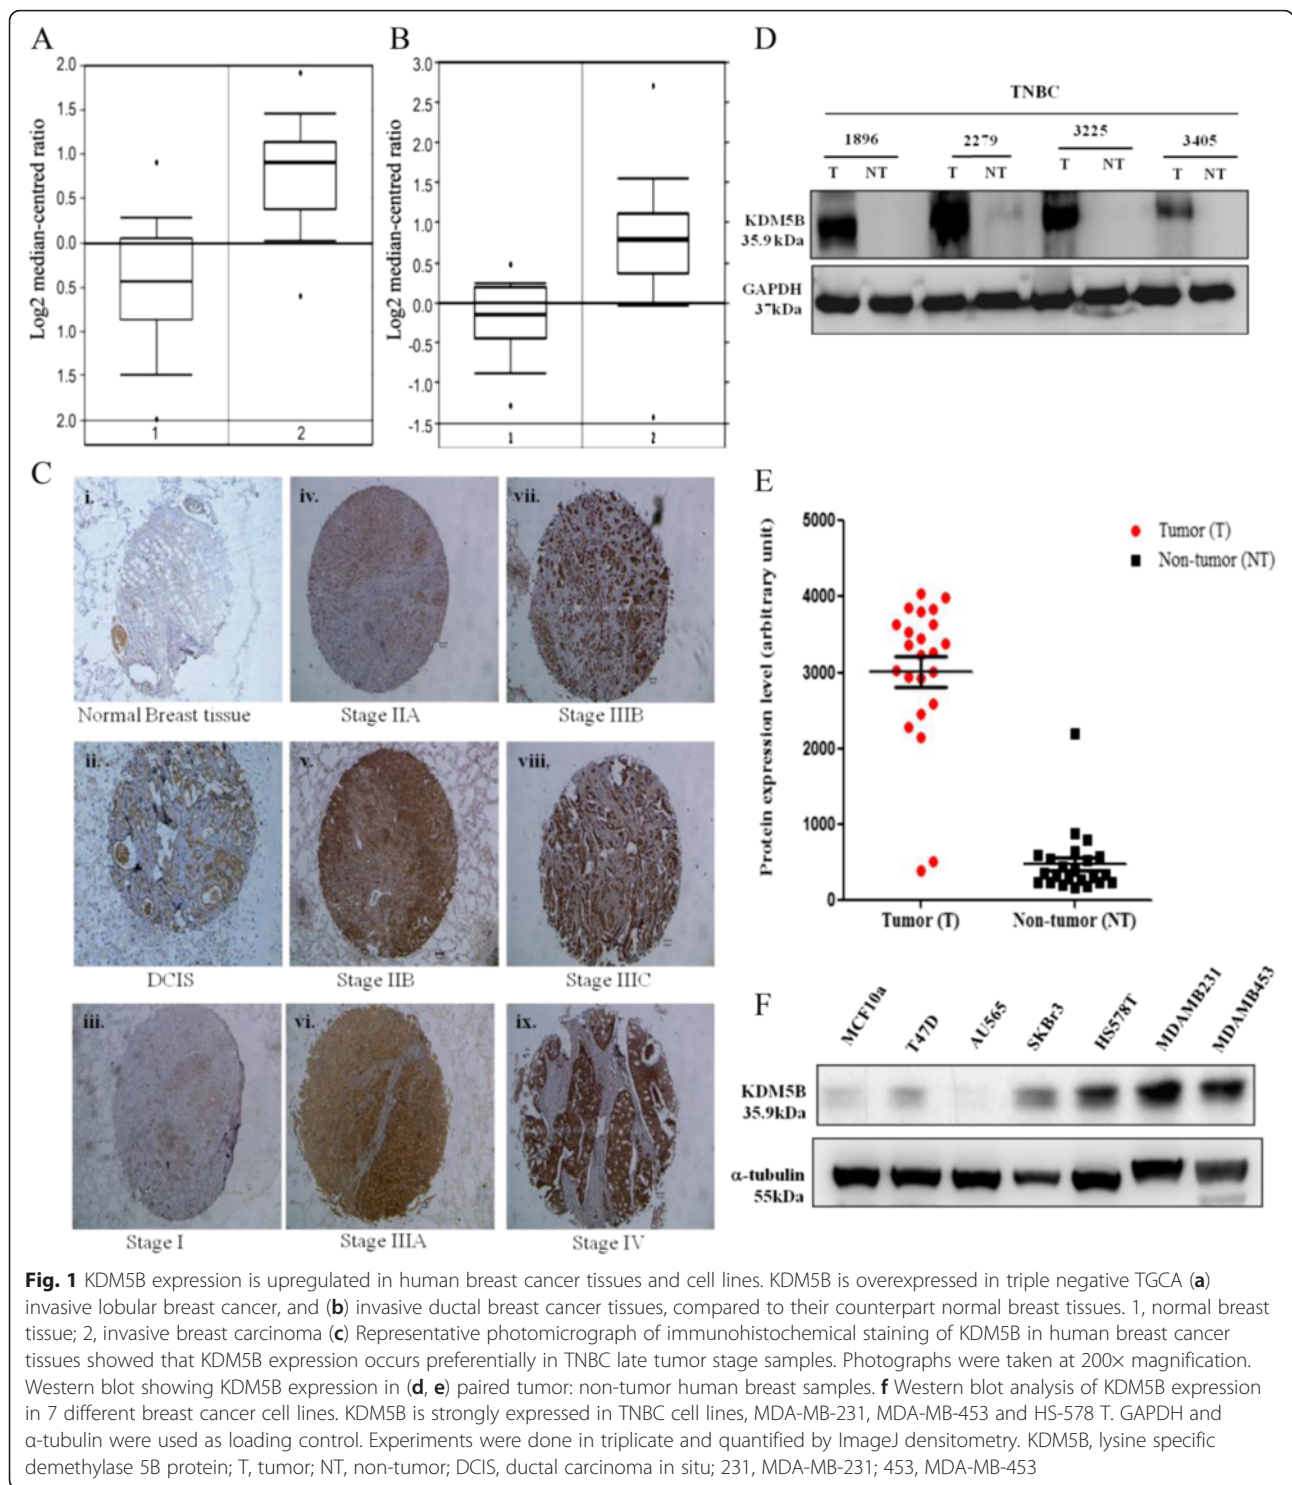 A
Log2 median-centred ratio
2.0
1.5
1.0
0.5
0.0
0.5
1.0
1.5
2.0
1
2
B
Log2 median-centred ratio
3.0
2.5
2.0
1.5
1.0
0.5
0.0
-0.5
-1.0
-1.5
1
2
D
TNBC
1896
2279
3225
3405
T
NT
T
NT
T
NT
T
NT
KDM5B
35.9kDa
GAPDH
37kDa
C
i.
iv.
vii.
Normal Breast tissue
Stage IIA
Stage IIIB
ii.
v.
viii.
DCIS
Stage IIB
Stage IIIC
iii.
vi.
ix.
Stage I
Stage IIIA
Stage IV
E
Protein expression level (arbitrary unit)
5000
4000
3000
2000
1000
0
Tumor (T)
Non-tumor (NT)
Tumor (T)
Non-tumor (NT)
F
MCF10a
T47D
AU565
SKBr3
HS578T
MDAMB231
MDAMB453
KDM5B
35.9kDa
α-tubulin
55kDa
Fig. 1 KDM5B expression is upregulated in human breast cancer tissues and cell lines. KDM5B is overexpressed in triple negative TGCA (a)
invasive lobular breast cancer, and (b) invasive ductal breast cancer tissues, compared to their counterpart normal breast tissues. 1, normal breast
tissue; 2, invasive breast carcinoma (c) Representative photomicrograph of immunohistochemical staining of KDM5B in human breast cancer
tissues showed that KDM5B expression occurs preferentially in TNBC late tumor stage samples. Photographs were taken at 200× magnification.
Western blot showing KDM5B expression in (d, e) paired tumor: non-tumor human breast samples. f Western blot analysis of KDM5B expression
in 7 different breast cancer cell lines. KDM5B is strongly expressed in TNBC cell lines, MDA-MB-231, MDA-MB-453 and HS-578 T. GAPDH and
α-tubulin were used as loading control. Experiments were done in triplicate and quantified by ImageJ densitometry. KDM5B, lysine specific
demethylase 5B protein; T, tumor; NT, non-tumor; DCIS, ductal carcinoma in situ; 231, MDA-MB-231; 453, MDA-MB-453